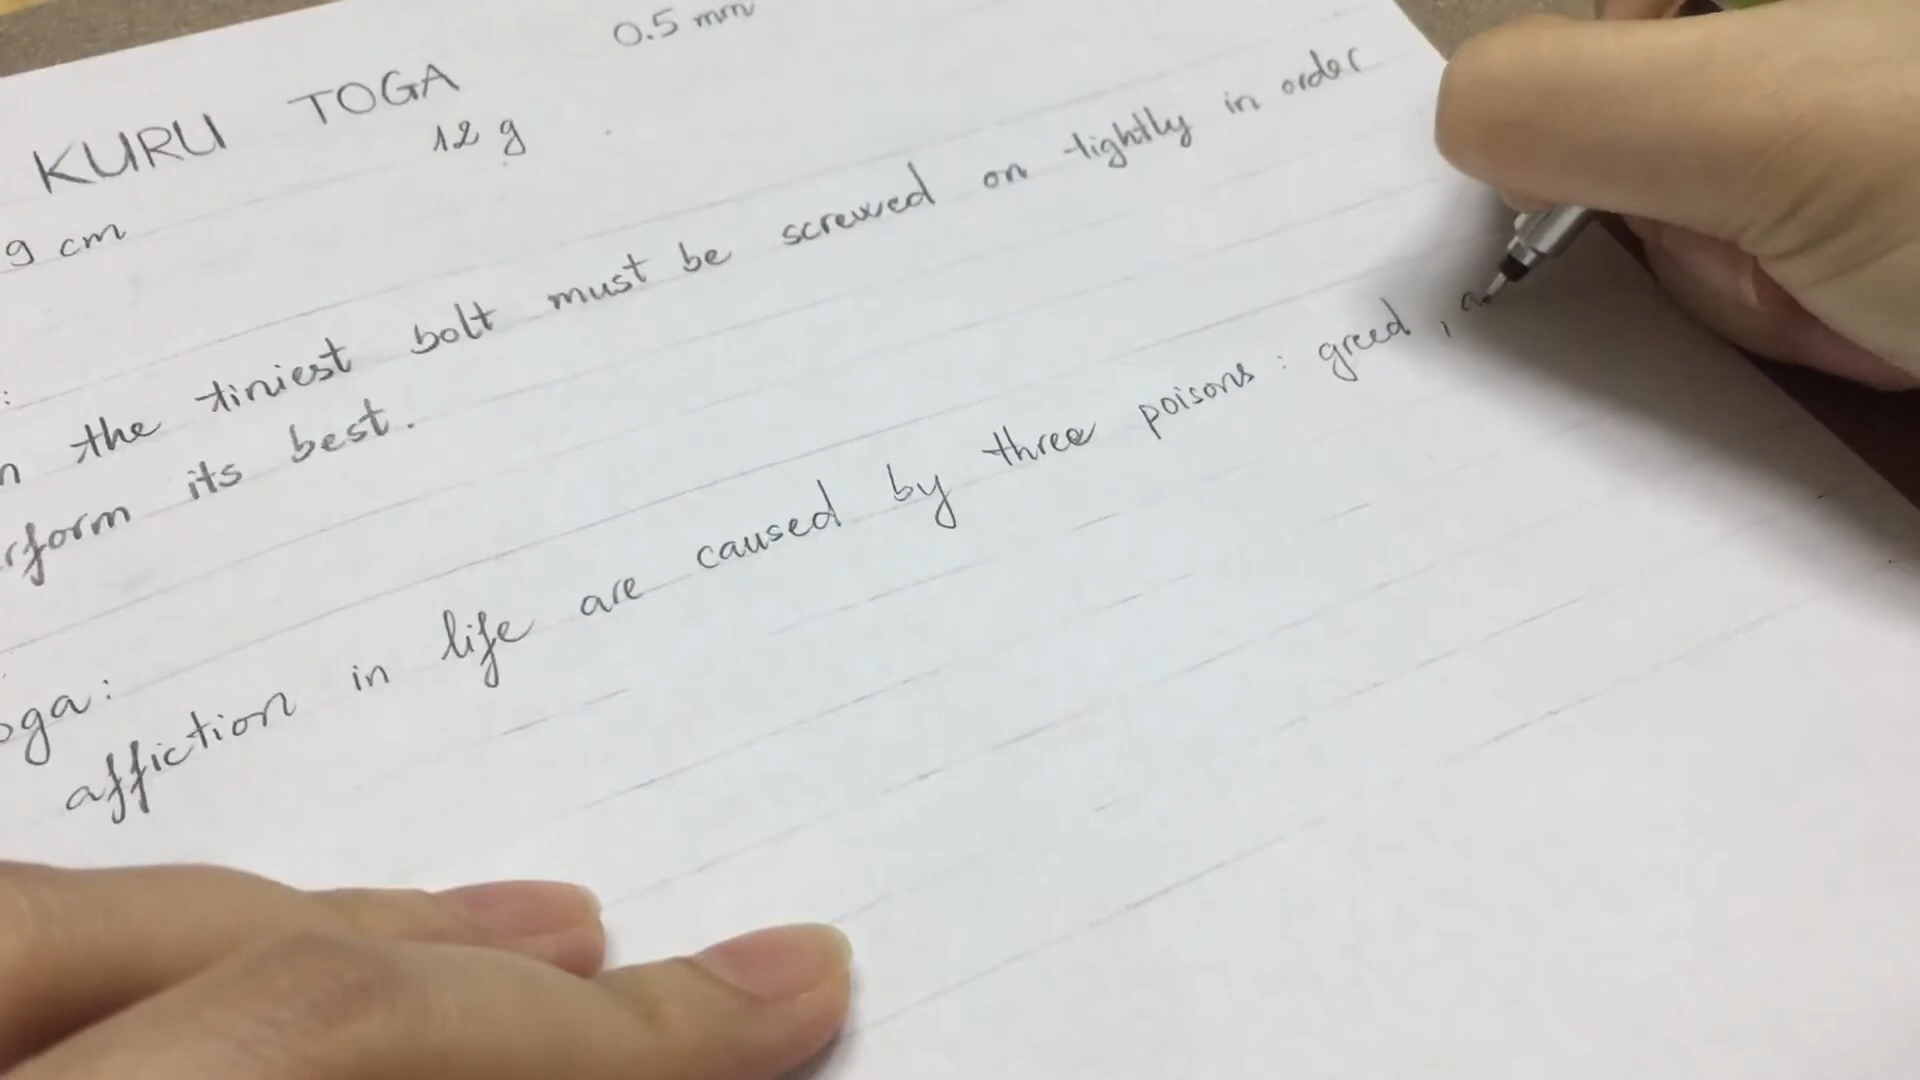 0.5 mm
KURU TOGA
12 g
9 cm
:
the tiniest bolt must be screwed on tightly in order
rform its best.
oga:
affiction in life are caused by three poisons: greed,